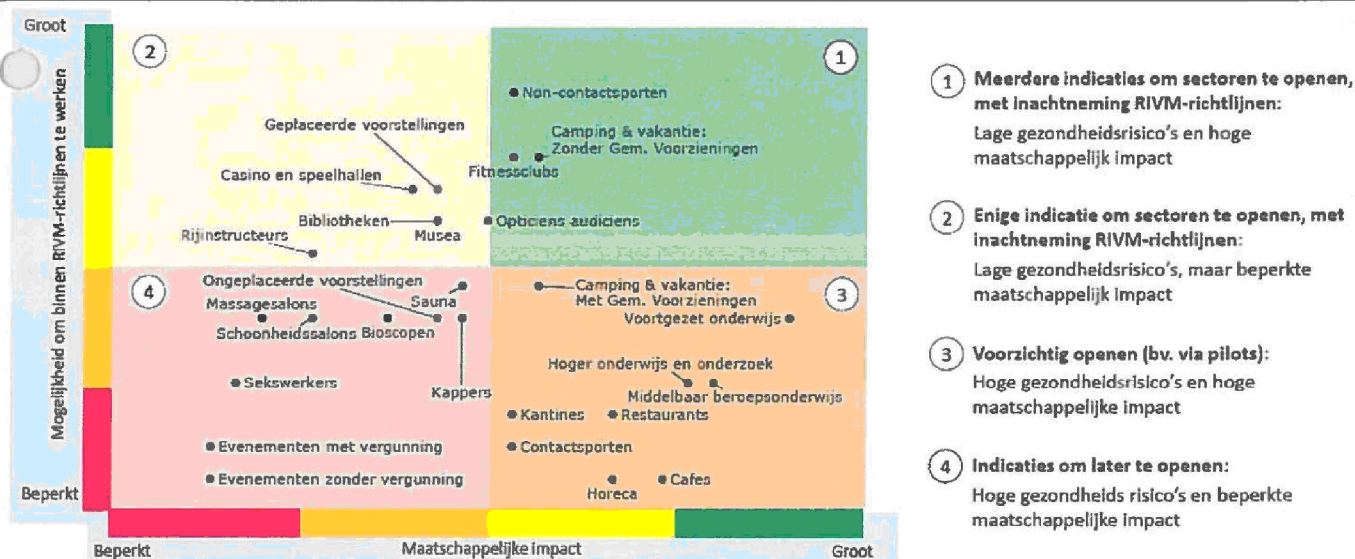 Groot
Mogelijkheid om binnen RIVM-richtlijnen te werken
Beperkt
2
Geplaceerde voorstellingen
Casino en speelhallen
Bibliotheken
Musea
Rijinstructeurs
1
Non-contactsporten
Camping & vakantie:
Zonder Gem. Voorzieningen
Fitnessclubs
Opticiens audiciens
4
Ongeplaceerde voorstellingen
Sauna
Massagesalons
Schoonheidssalons
Bioscopen
Kappers
Sekswerkers
Evenementen met vergunning
Evenementen zonder vergunning
3
Camping & vakantie:
Met Gem. Voorzieningen
Voortgezet onderwijs
Hoger onderwijs en onderzoek
Middelbaar beroepsonderwijs
Kantines
Restaurants
Contactsporten
Horeca
Cafes
Beperkt
Maatschappelijke impact
Groot
1 Meerdere indicaties om sectoren te openen,
met inachtneming RIVM-richtlijnen:
Lage gezondheidsrisico's en hoge
maatschappelijk impact
2 Enige indicatie om sectoren te openen, met
inachtneming RIVM-richtlijnen:
Lage gezondheidsrisico's, maar beperkte
maatschappelijke impact
3 Voorzichtig openen (bv. via pilots):
Hoge gezondheidsrisico's en hoge
maatschappelijke impact
4 Indicaties om later te openen:
Hoge gezondheids risico's en beperkte
maatschappelijke impact